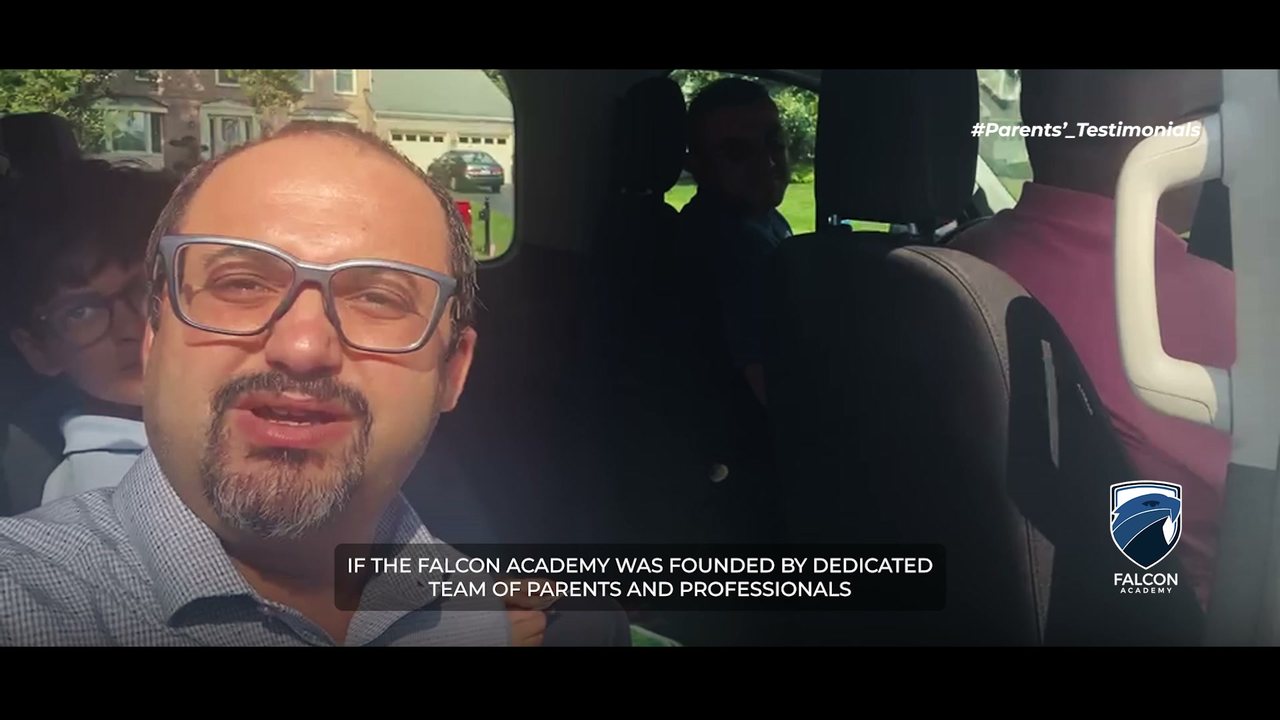 #Parents'_Testimonials
IF THE FALCON ACADEMY WAS FOUNDED BY DEDICATED
TEAM OF PARENTS AND PROFESSIONALS
FALCON
ACADEMY